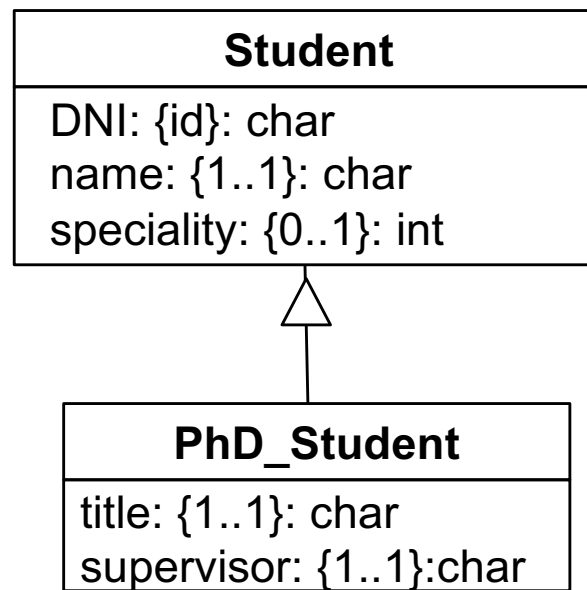 Student
DNI: {id}: char
name: {1..1}: char
speciality: {0..1}: int
PhD_Student
title: {1..1}: char
supervisor: {1..1}:char